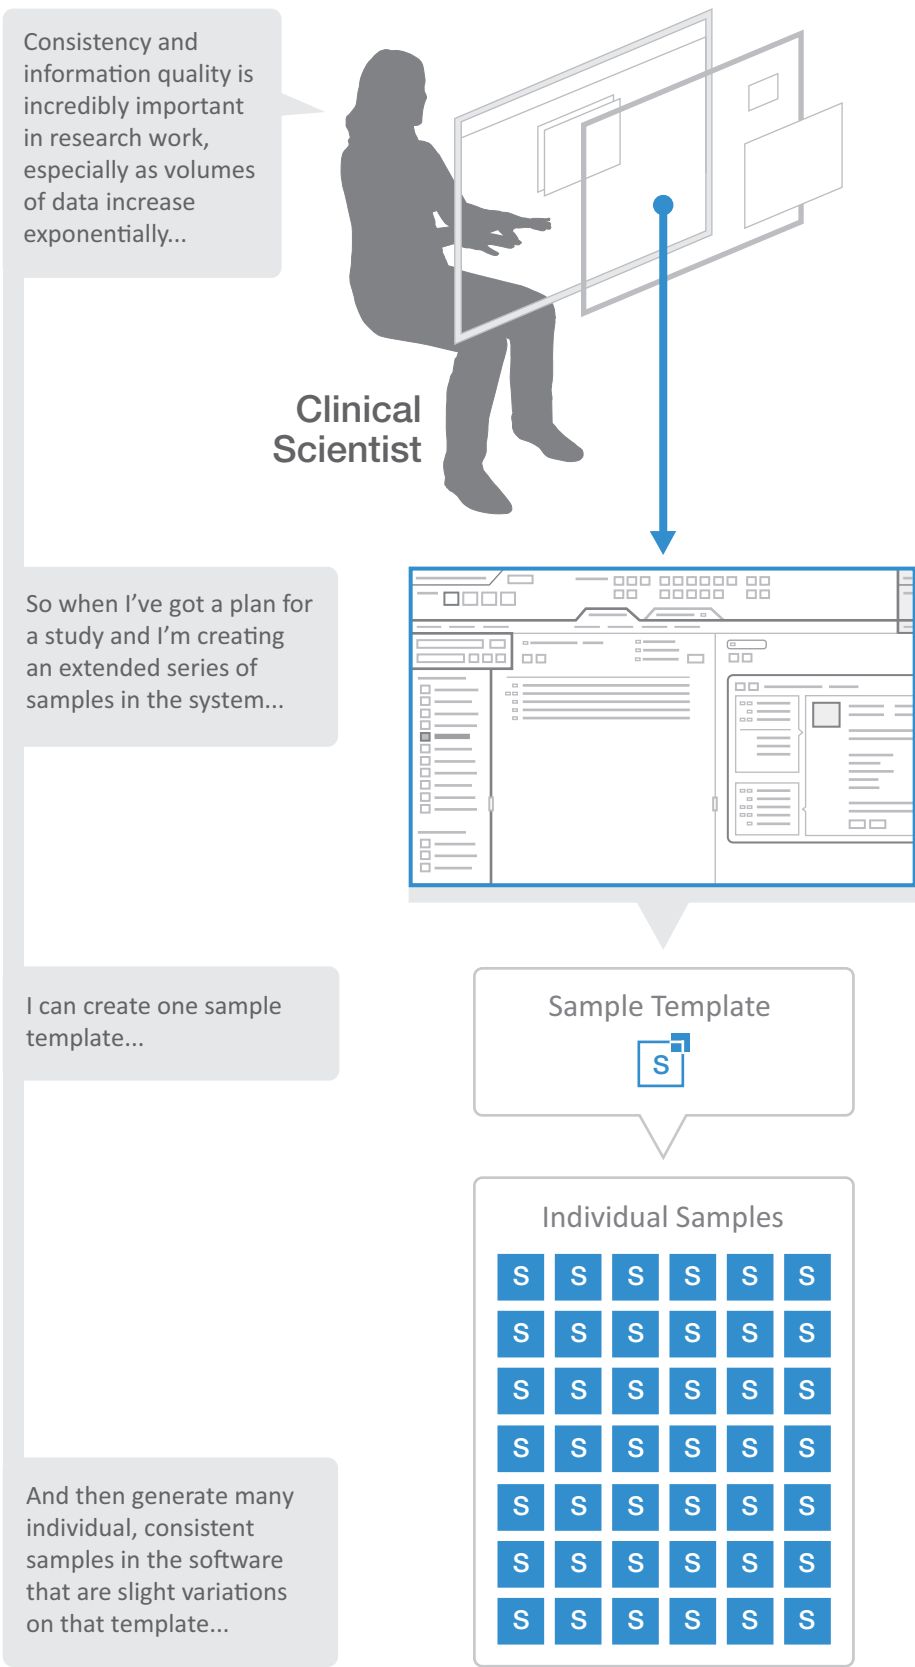 Consistency and
information quality is
incredibly important
in research work,
especially as volumes
of data increase
exponentially...
Clinical
Scientist
So when I've got a plan for
a study and I'm creating
an extended series of
samples in the system...
I can create one sample
template...
Sample Template
S
Individual Samples
S S S S S S
S S S S S S
S S S S S S
S S S S S S
S S S S S S
S S S S S S
S S S S S S
And then generate many
individual, consistent
samples in the software
that are slight variations
on that template...